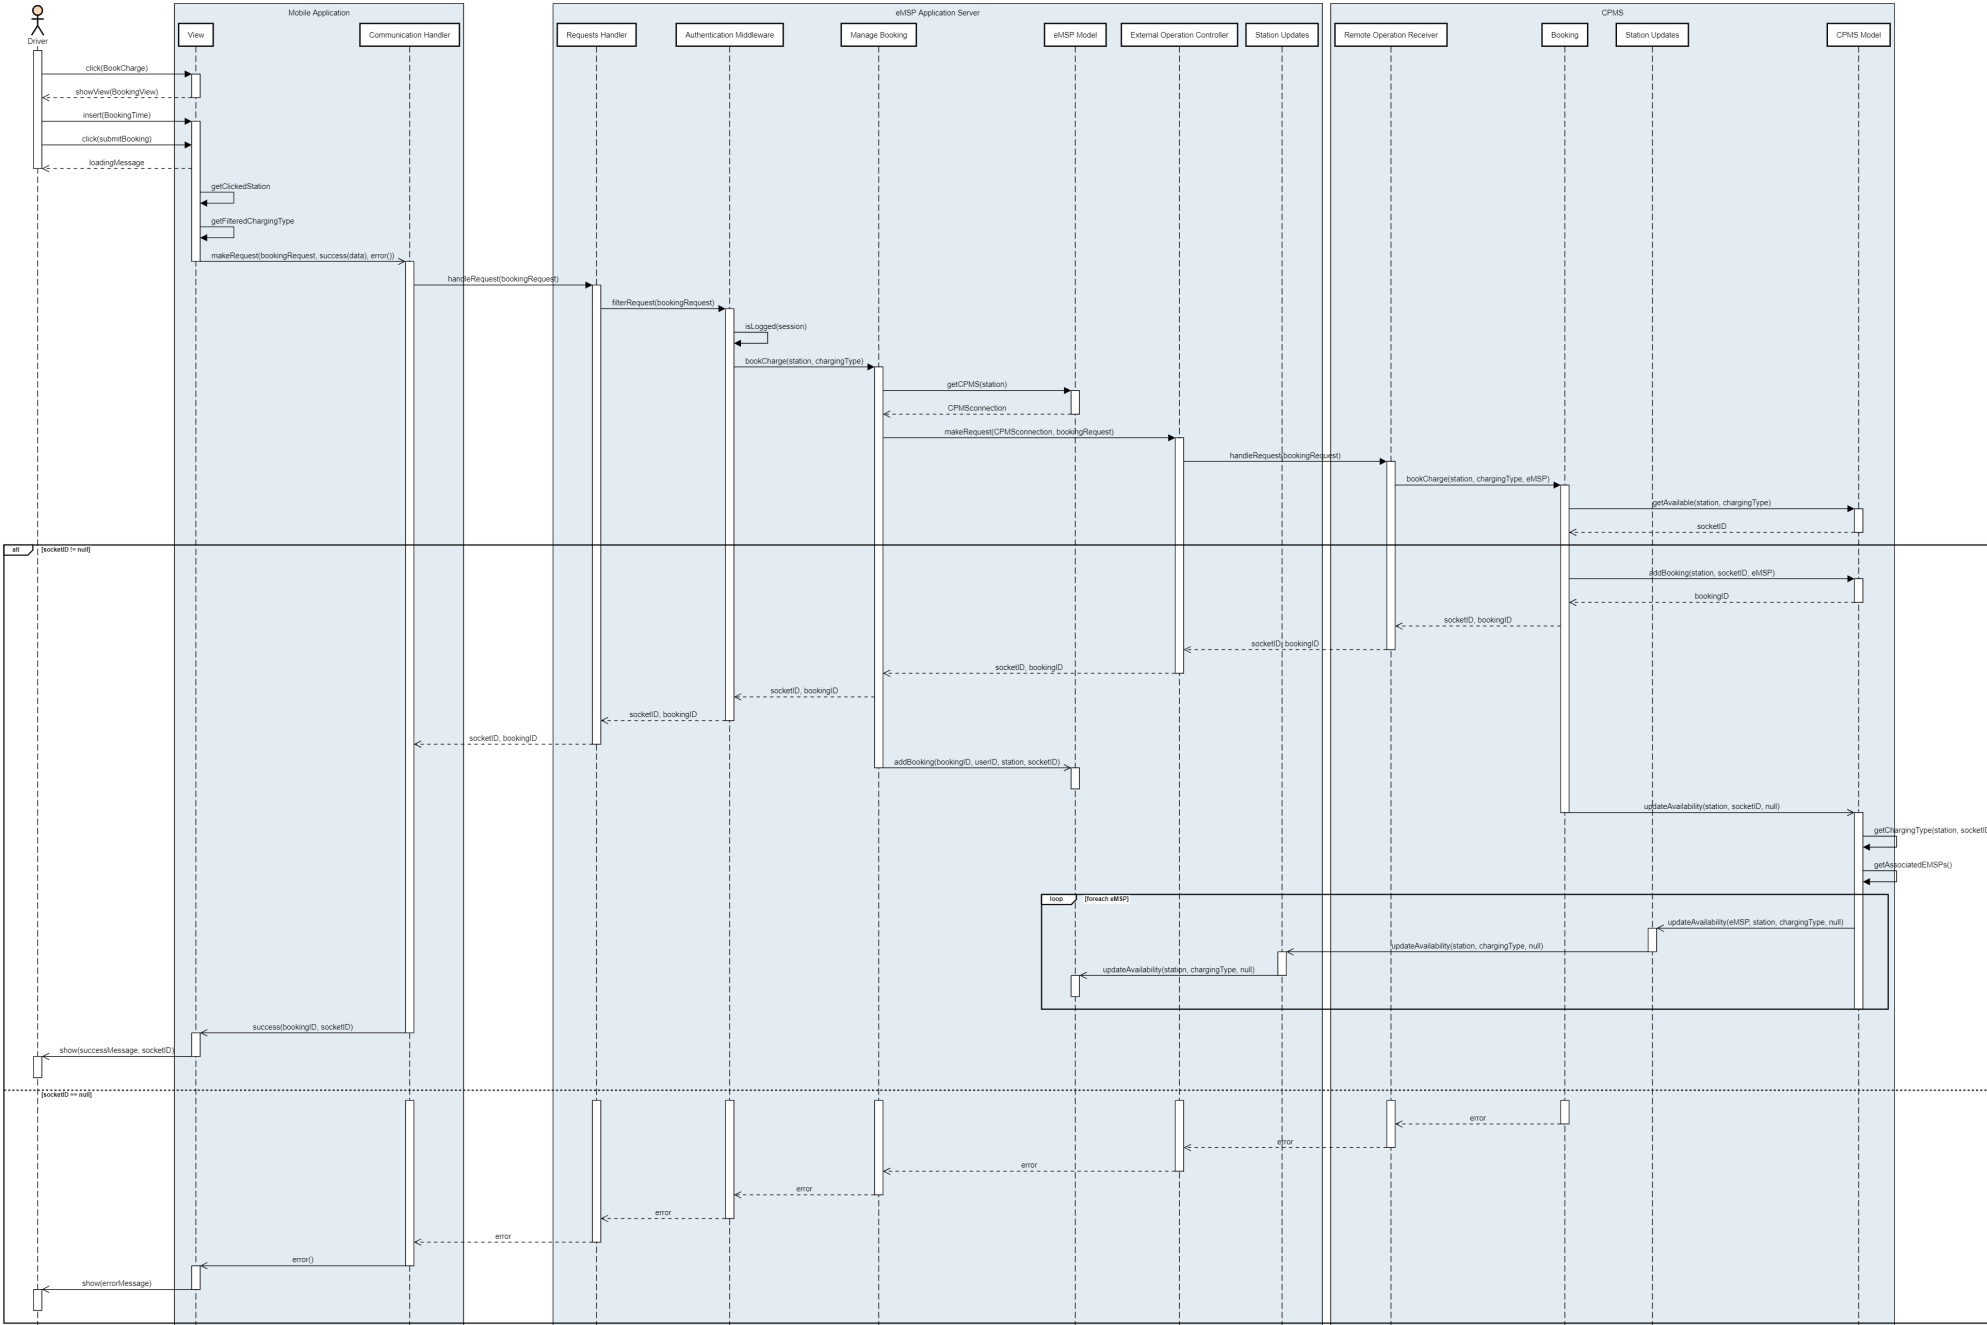 Mobile Application
eMSP Application Server
CPMS
Driver
View
Communication Handler
Requests Handler
Authentication Middleware
Manage Booking
eMSP Model
External Operation Controller
Station Updates
Remote Operation Receiver
Booking
Station Updates
CPMS Model
click(BookCharge)
showView(BookingView)
insert(BookingTime)
click(submitBooking)
loadingMessage
getClickedStation
getFilteredChargingType
makeRequest(bookingRequest, success(data), error())
handleRequest(bookingRequest)
filterRequest(bookingRequest)
isLogged(session)
bookCharge(station, chargingType)
getCPMS(station)
CPMSconnection
makeRequest(CPMSconnection, bookingRequest)
handleRequest(bookingRequest)
bookCharge(station, chargingType, eMSP)
getAvailable(station, chargingType)
socketID
alt
[socketID != null]
addBooking(station, socketID, eMSP)
bookingID
socketID, bookingID
socketID, bookingID
socketID, bookingID
socketID, bookingID
socketID, bookingID
socketID, bookingID
addBooking(bookingID, userID, station, socketID)
updateAvailability(station, socketID, null)
getChargingType(station, socketID
getAssociatedEMSPs()
loop
[foreach eMSP]
updateAvailability(eMSP, station, chargingType, null)
updateAvailability(station, chargingType, null)
updateAvailability(station, chargingType, null)
success(bookingID, socketID)
show(successMessage, socketID)
[socketID == null]
error
error
error
error
error
error
error()
show(errorMessage)